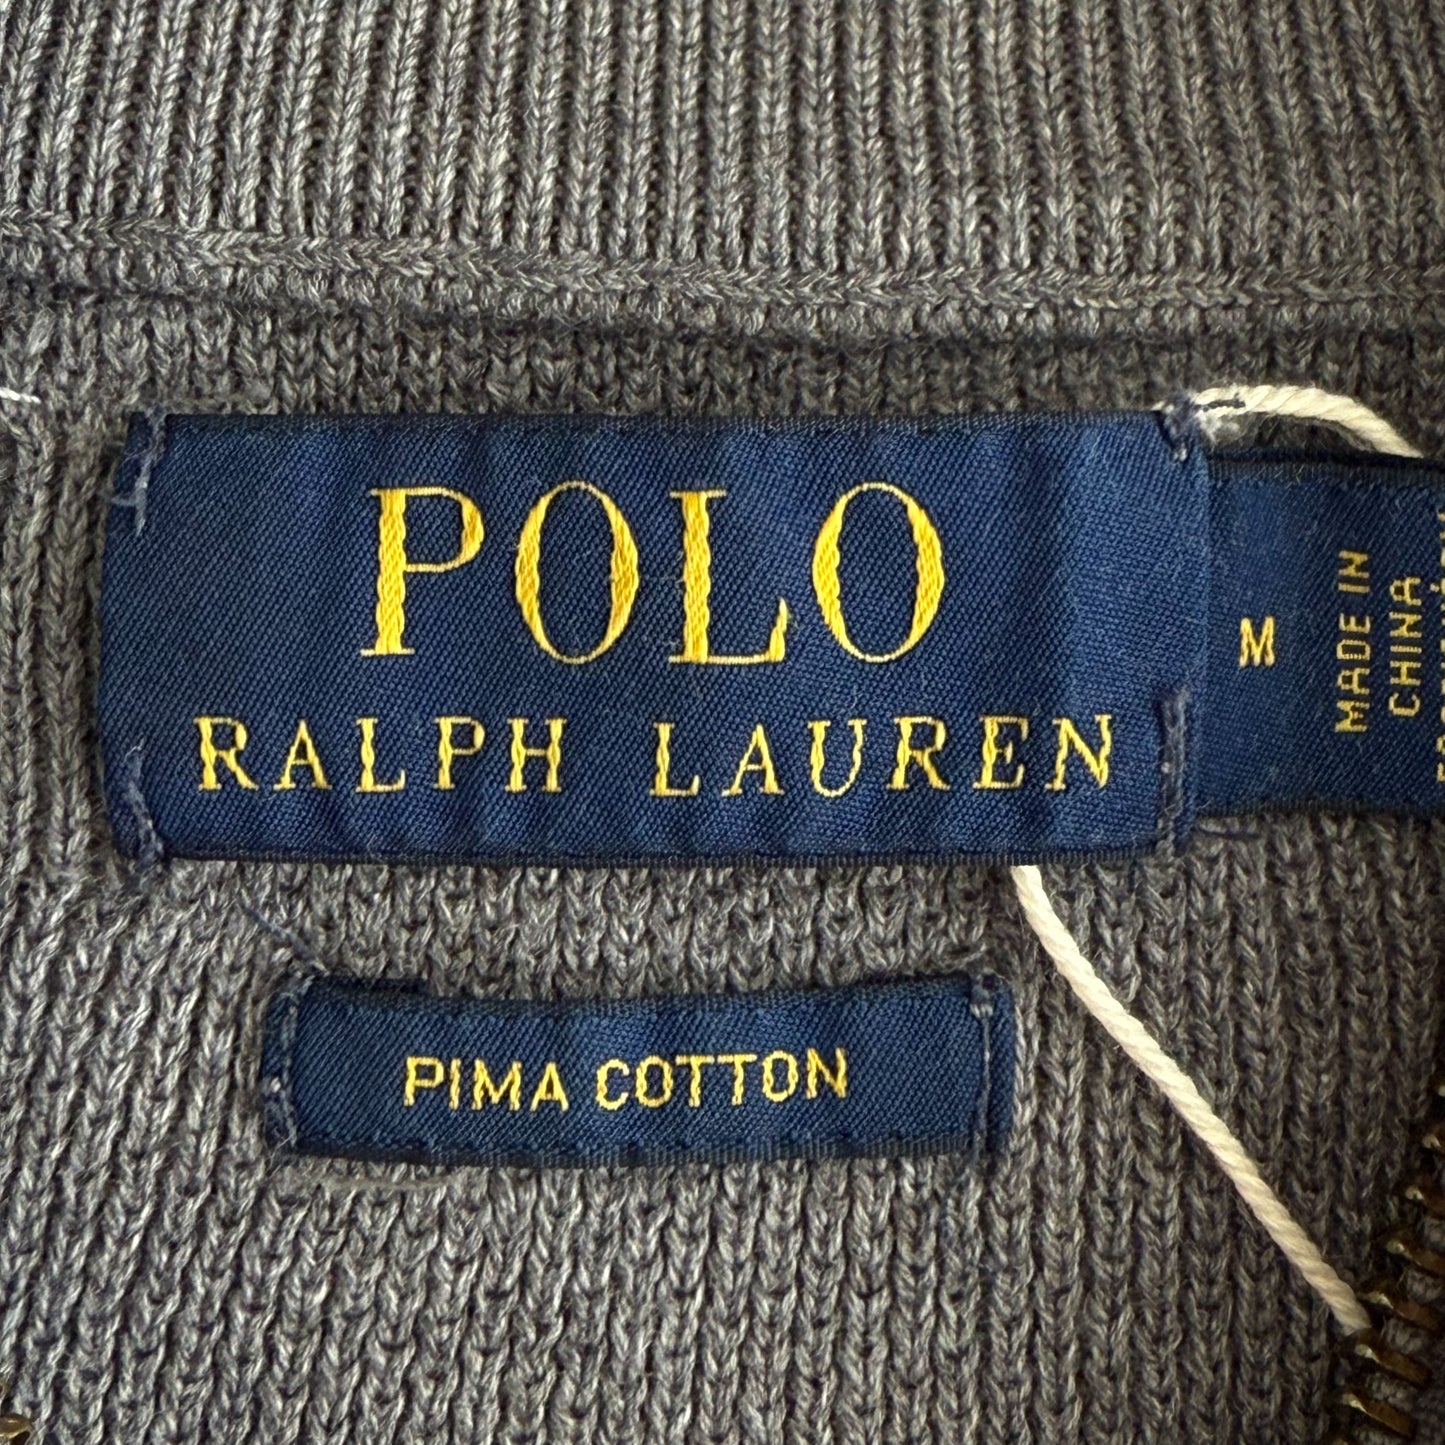 POLO
RALPH LAUREN
M
MADE IN
CHINA
PIMA COTTON